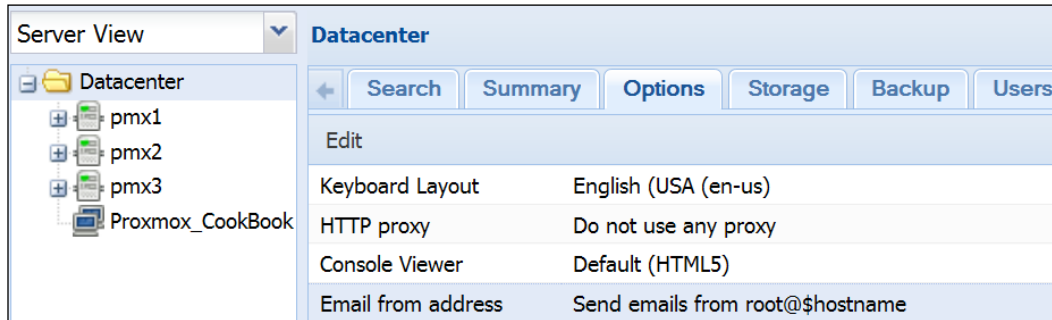 Server View
Datacenter
pmx1
pmx2
pmx3
Proxmox_CookBook
Datacenter
Search Summary Options Storage Backup Users
Edit
Keyboard Layout English (USA (en-us)
HTTP proxy Do not use any proxy
Console Viewer Default (HTML5)
Email from address Send emails from root@$hostname